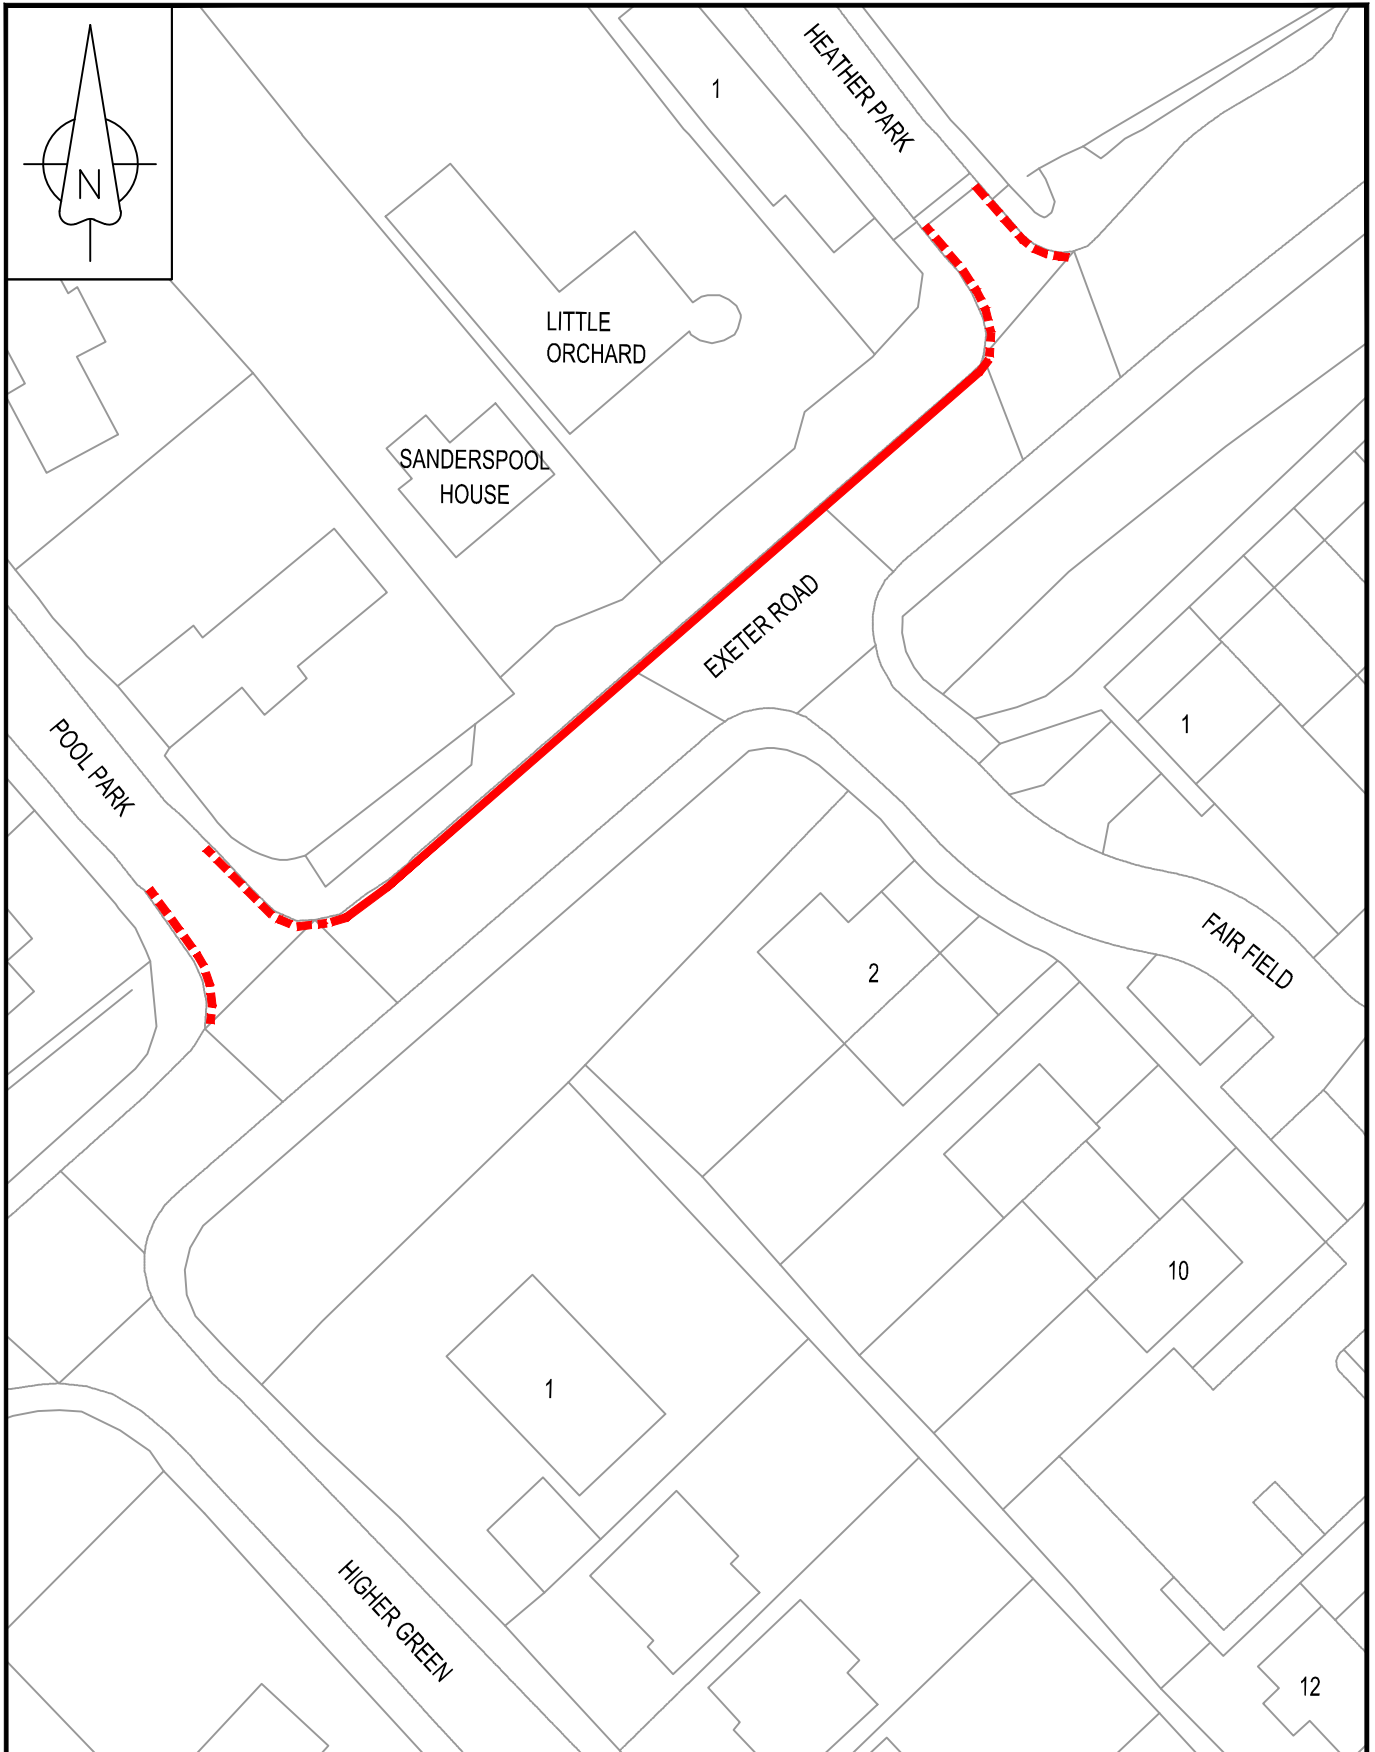 HEATHER PARK
1
N
LITTLE
ORCHARD
SANDERSPOOL
HOUSE
EXETER ROAD
POOL PARK
1
FAIR FIELD
2
10
1
HIGHER GREEN
12